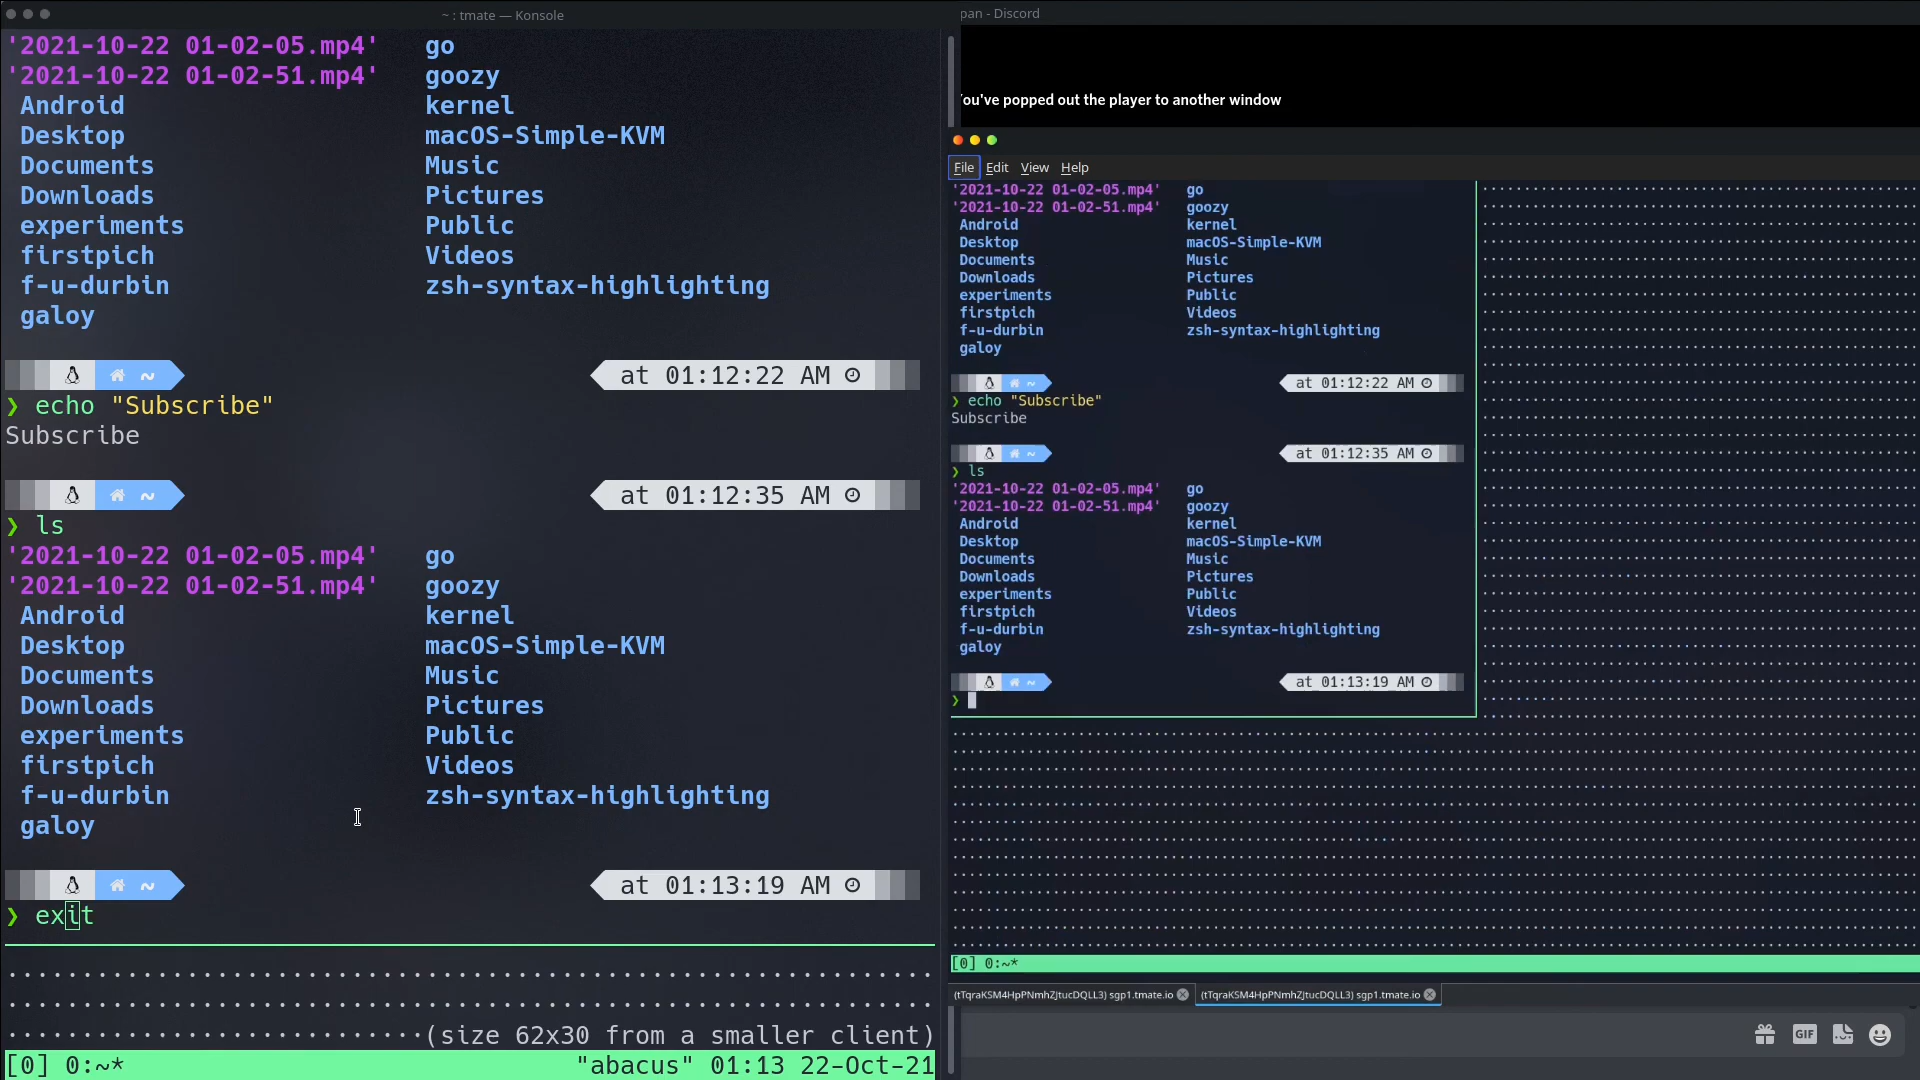 ~ : tmate — Konsole
'2021-10-22 01-02-05.mp4' go
'2021-10-22 01-02-51.mp4' goozy
Android kernel
Desktop macOS-Simple-KVM
Documents Music
Downloads Pictures
experiments Public
firstpich Videos
f-u-durbin zsh-syntax-highlighting
galoy
~ at 01:12:22 AM
❯ echo "Subscribe"
Subscribe
~ at 01:12:35 AM
❯ ls
'2021-10-22 01-02-05.mp4' go
'2021-10-22 01-02-51.mp4' goozy
Android kernel
Desktop macOS-Simple-KVM
Documents Music
Downloads Pictures
experiments Public
firstpich Videos
f-u-durbin zsh-syntax-highlighting
galoy
~ at 01:13:19 AM
❯ exit
(size 62x30 from a smaller client)
[0] 0:~* "abacus" 01:13 22-Oct-21
pan - Discord
You've popped out the player to another window
File Edit View Help
'2021-10-22 01-02-05.mp4' go
'2021-10-22 01-02-51.mp4' goozy
Android kernel
Desktop macOS-Simple-KVM
Documents Music
Downloads Pictures
experiments Public
firstpich Videos
f-u-durbin zsh-syntax-highlighting
galoy
~ at 01:12:22 AM
❯ echo "Subscribe"
Subscribe
~ at 01:12:35 AM
❯ ls
'2021-10-22 01-02-05.mp4' go
'2021-10-22 01-02-51.mp4' goozy
Android kernel
Desktop macOS-Simple-KVM
Documents Music
Downloads Pictures
experiments Public
firstpich Videos
f-u-durbin zsh-syntax-highlighting
galoy
~ at 01:13:19 AM
❯
[0] 0:~*
(tTqraKSM4HpPNmhZJtucDQLL3) sgp1.tmate.io (tTqraKSM4HpPNmhZJtucDQLL3) sgp1.tmate.io
GIF